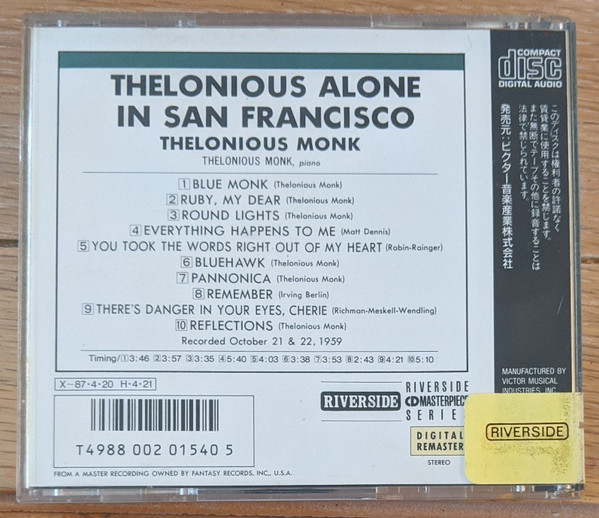 THELONIOUS ALONE
IN SAN FRANCISCO
THELONIOUS MONK
THELONIOUS MONK, piano
1 BLUE MONK (Thelonious Monk)
2 RUBY, MY DEAR (Thelonious Monk)
3 ROUND LIGHTS (Thelonious Monk)
4 EVERYTHING HAPPENS TO ME (Matt Dennis)
5 YOU TOOK THE WORDS RIGHT OUT OF MY HEART (Robin-Rainger)
6 BLUEHAWK (Thelonious Monk)
7 PANNONICA (Thelonious Monk)
8 REMEMBER (Irving Berlin)
9 THERE'S DANGER IN YOUR EYES, CHERIE (Richman-Meskell-Wendling)
10 REFLECTIONS (Thelonious Monk)
Recorded October 21 & 22, 1959
Timing/1 3:46 2 3:57 3 3:35 4 5:40 5 4:03 6 3:38 7 3:53 8 2:43 9 4:21 10 5:10
X-87・4・20 H・4・21
T4988 002 01540 5
FROM A MASTER RECORDING OWNED BY FANTASY RECORDS, INC., U.S.A.
RIVERSIDE
RIVERSIDE
CD MASTERPIECE
SERIES
DIGITAL
REMASTER
STEREO
COMPACT
disc
DIGITAL AUDIO
このディスクは権利者の許諾なく
賃貸業に使用することを禁じます。
また無断でテープその他に録音することは
法律で禁じられています。
発売元:ビクター音楽産業株式会社
MANUFACTURED BY
VICTOR MUSICAL
INDUSTRIES, INC.
RIVERSIDE